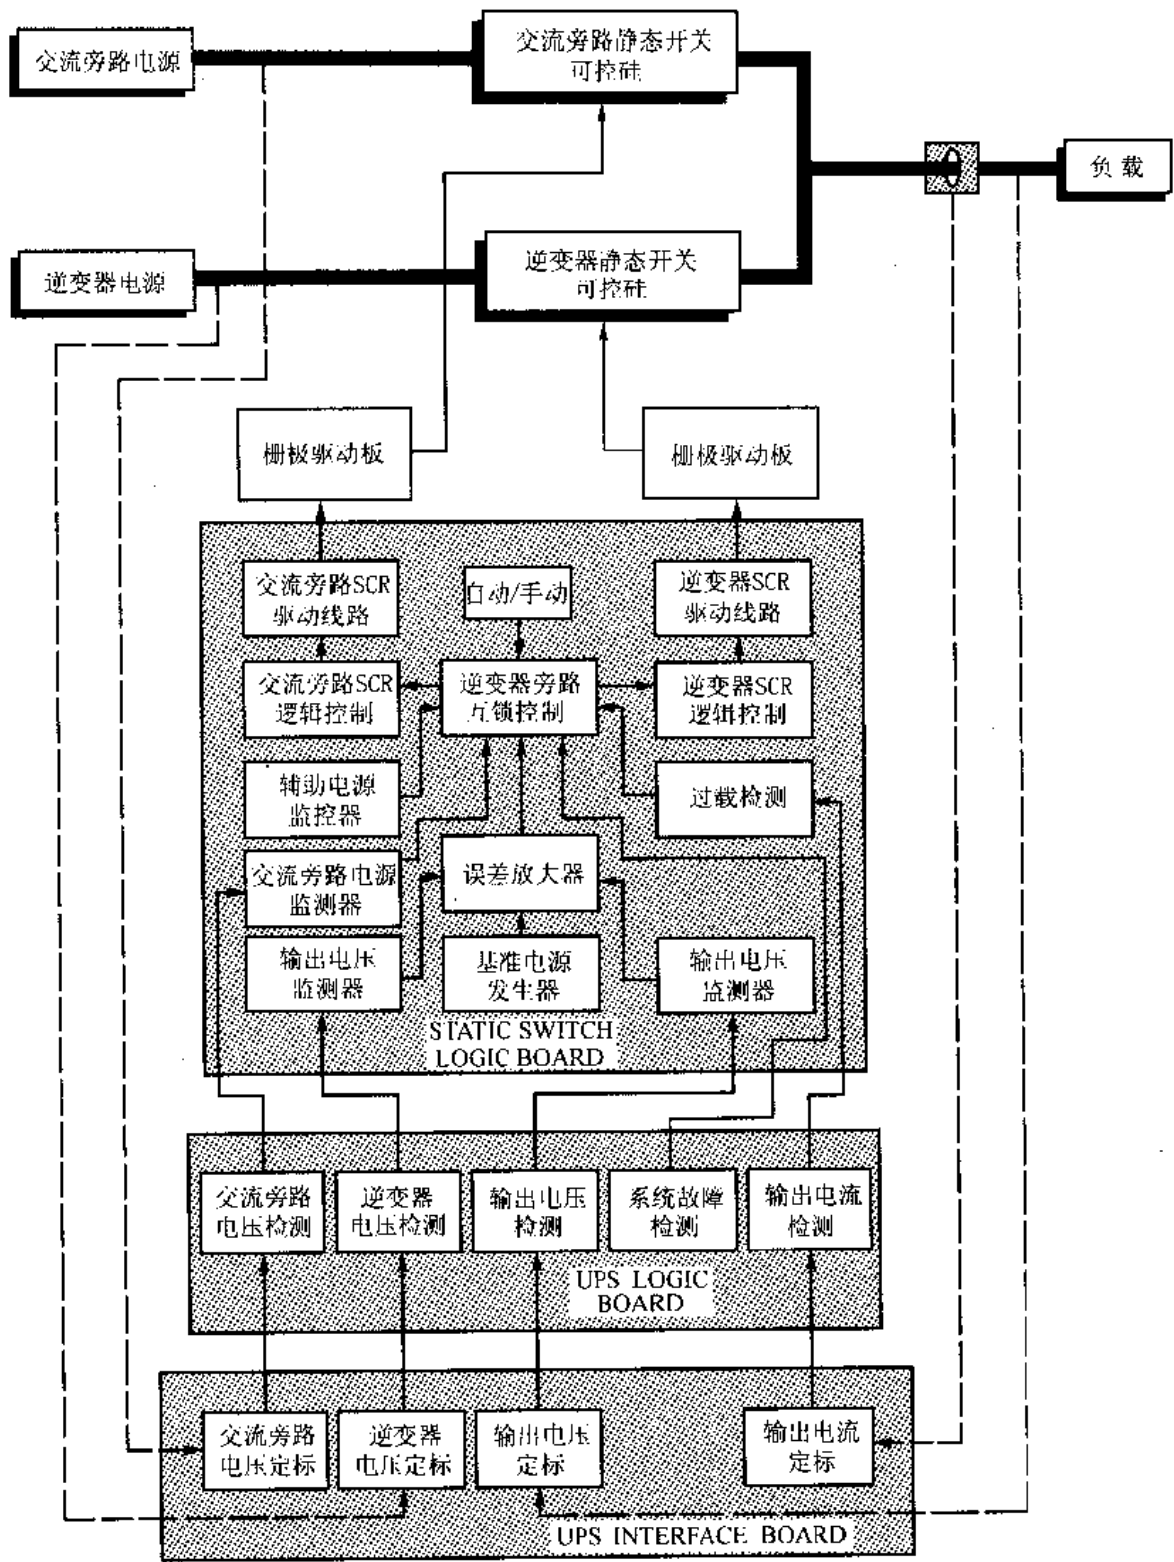 交流旁路电源
交流旁路静态开关
可控硅
负载
逆变器电源
逆变器静态开关
可控硅
栅极驱动板
栅极驱动板
交流旁路SCR
驱动线路
自动/手动
逆变器SCR
驱动线路
交流旁路SCR
逻辑控制
逆变器旁路
互锁控制
逆变器SCR
逻辑控制
辅助电源
监控器
过载检测
交流旁路电源
监测器
误差放大器
输出电压
监测器
基准电源
发生器
输出电压
监测器
STATIC SWITCH
LOGIC BOARD
交流旁路
电压检测
逆变器
电压检测
输出电压
检测
系统故障
检测
输出电流
检测
UPS LOGIC
BOARD
交流旁路
电压定标
逆变器
电压定标
输出电压
定标
输出电流
定标
UPS INTERFACE BOARD